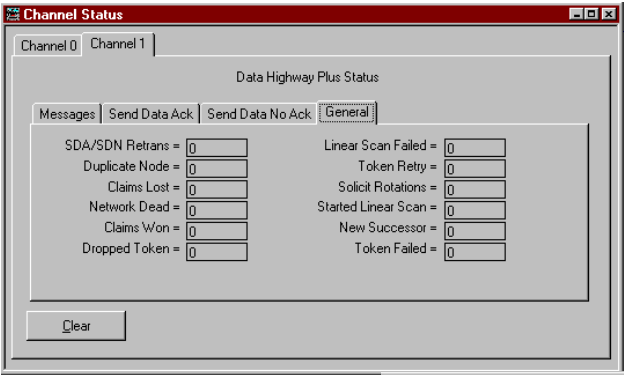 Channel Status
Channel 0 Channel 1
Data Highway Plus Status
Messages Send Data Ack Send Data No Ack General
SDA/SDN Retrans = 0 Linear Scan Failed = 0
Duplicate Node = 0 Token Retry = 0
Claims Lost = 0 Solicit Rotations = 0
Network Dead = 0 Started Linear Scan = 0
Claims Won = 0 New Successor = 0
Dropped Token = 0 Token Failed = 0
Clear